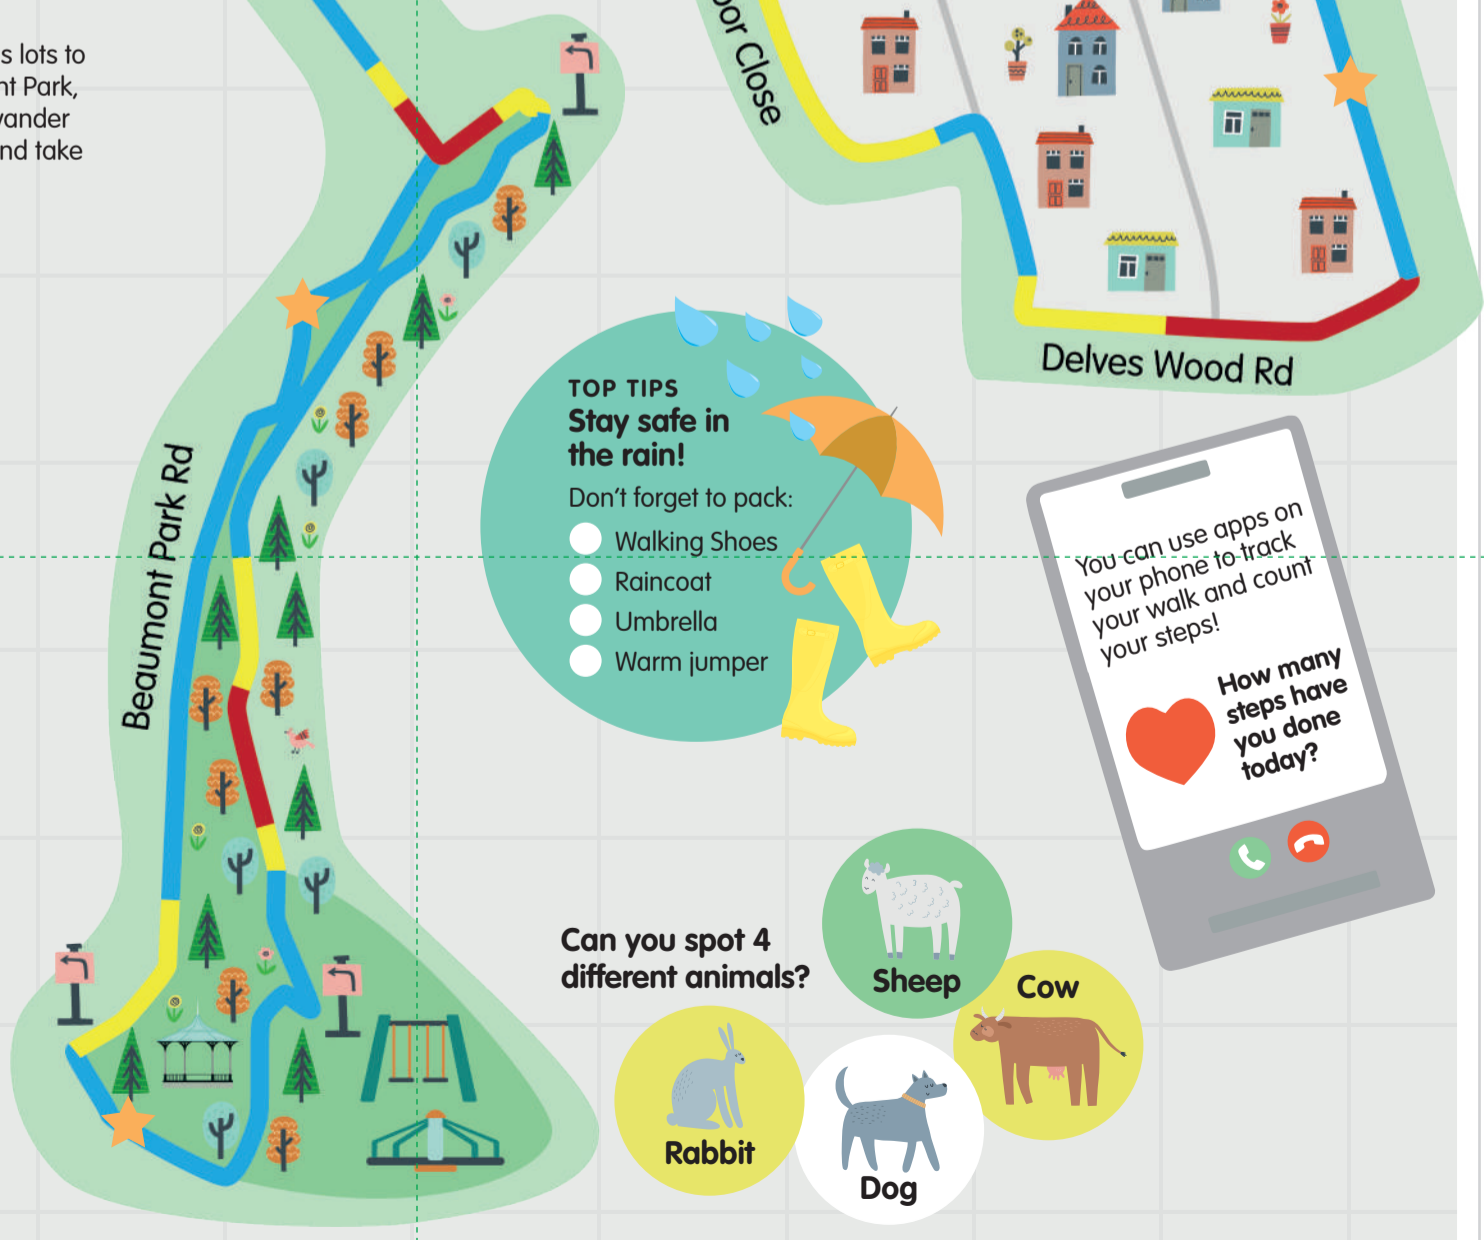 s lots to
nt Park,
nd take
oor Close
Delves Wood Rd
Beaumont Park Rd
TOP TIPS
Stay safe in
the rain!
Don't forget to pack:
Walking Shoes
Raincoat
Umbrella
Warm jumper
You can use apps on
your phone to track
your walk and count
your steps!
How many
steps have
you done
today?
Can you spot 4
different animals?
Sheep
Cow
Rabbit
Dog